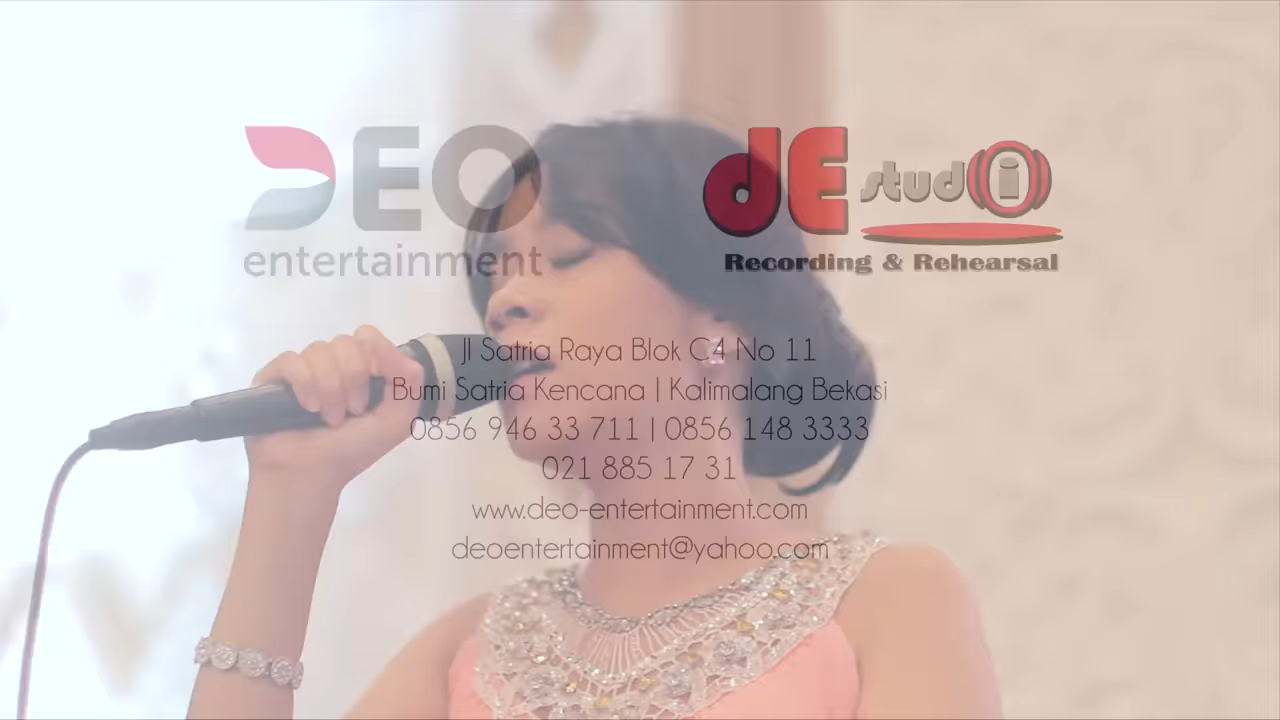 DEO
entertainment
dE studio
Recording & Rehearsal
Jl Satria Raya Blok C4 No 11
Bumi Satria Kencana | Kalimalang Bekasi
0856 946 33 711 | 0856 148 3333
021 885 17 31
www.deo-entertainment.com
deoentertainment@yahoo.com